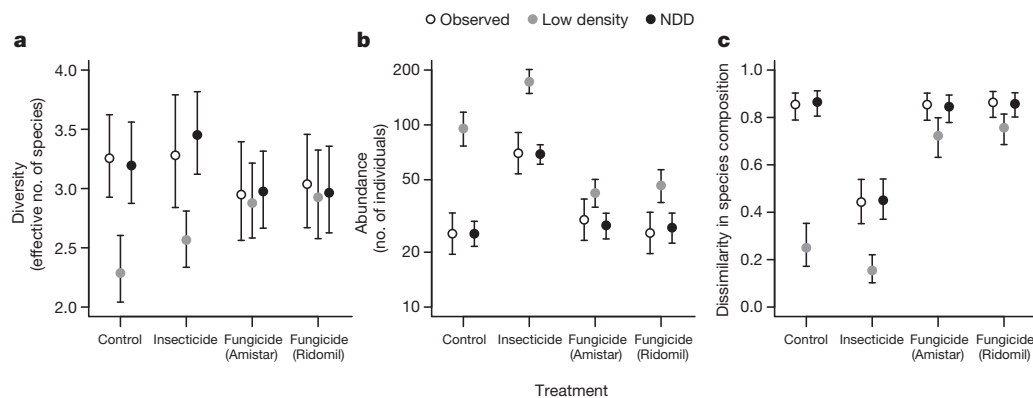 Observed Low density NDD
a
Diversity
(effective no. of species)
4.0
3.5
3.0
2.5
2.0
Control Insecticide Fungicide (Amistar) Fungicide (Ridomil)
b
Abundance
(no. of individuals)
200
100
50
20
10
Control Insecticide Fungicide (Amistar) Fungicide (Ridomil)
c
Dissimilarity in species composition
1.0
0.8
0.6
0.4
0.2
0.0
Control Insecticide Fungicide (Amistar) Fungicide (Ridomil)
Treatment